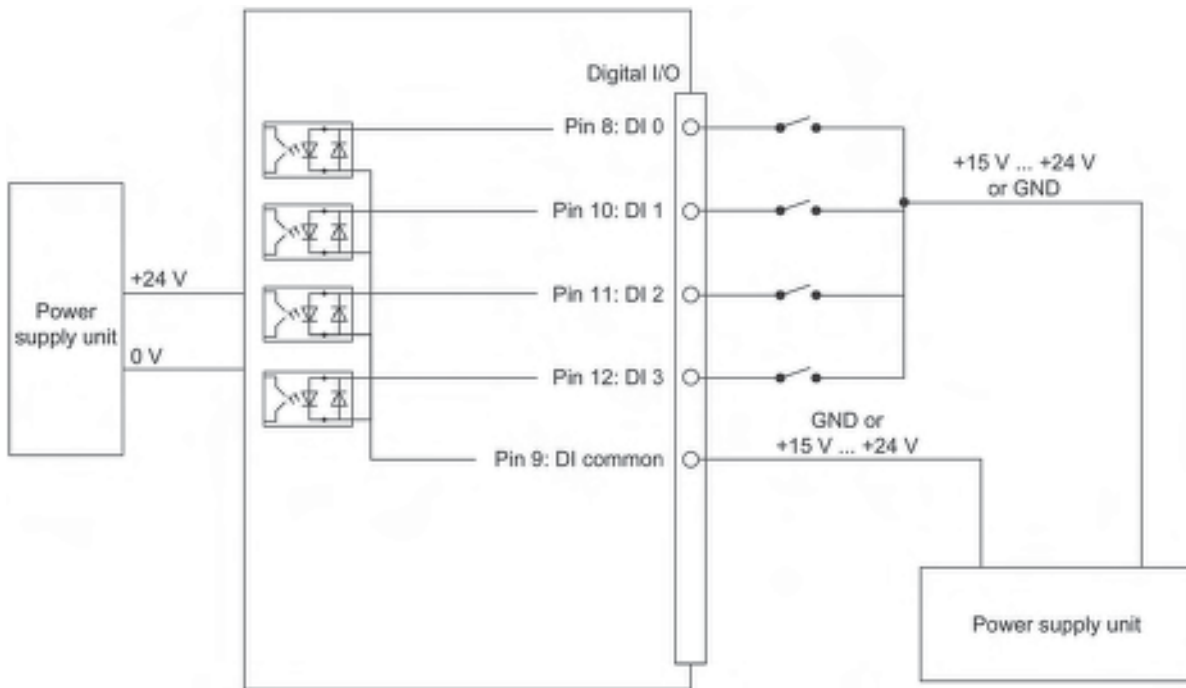 Digital I/O
Pin 8: DI 0
+15 V ... +24 V
or GND
Pin 10: DI 1
+24 V
Pin 11: DI 2
Power
supply unit
0 V
Pin 12: DI 3
GND or
+15 V ... +24 V
Pin 9: DI common
Power supply unit